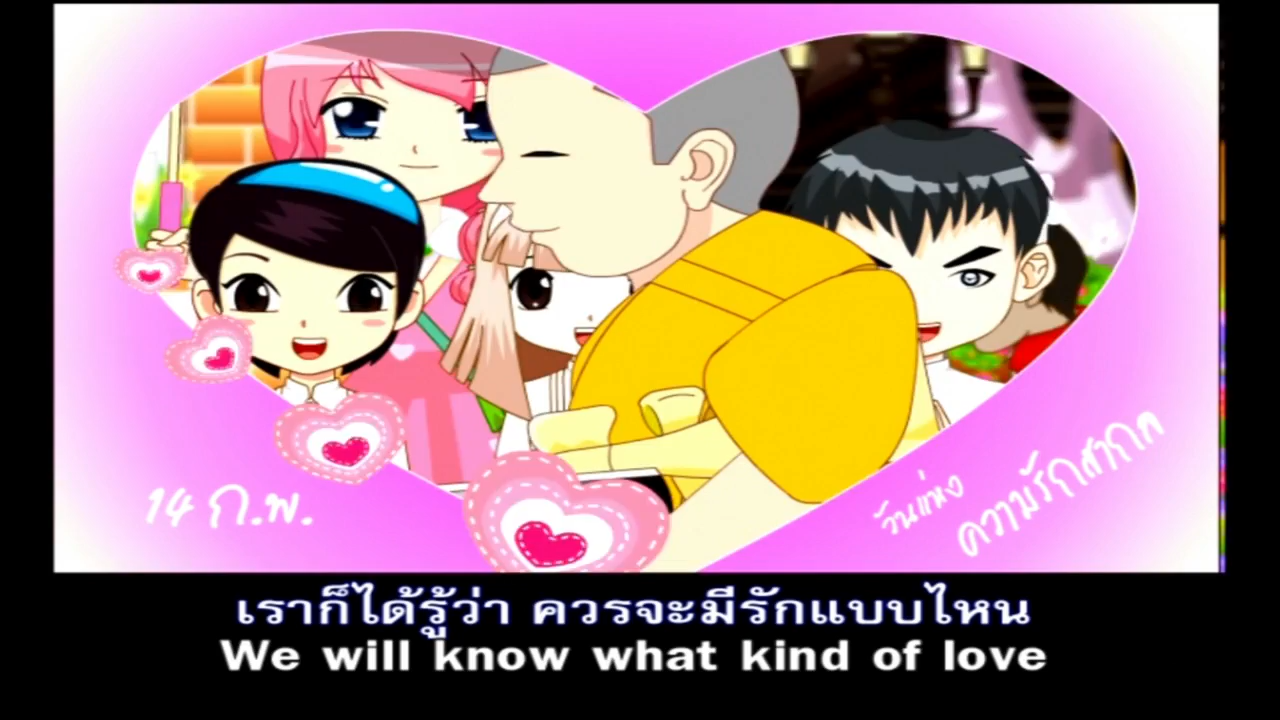 14 ก.พ.
วันแห่ง
ความรักสากล
เราก็ได้รู้ว่า ควรจะมีรักแบบไหน
We will know what kind of love